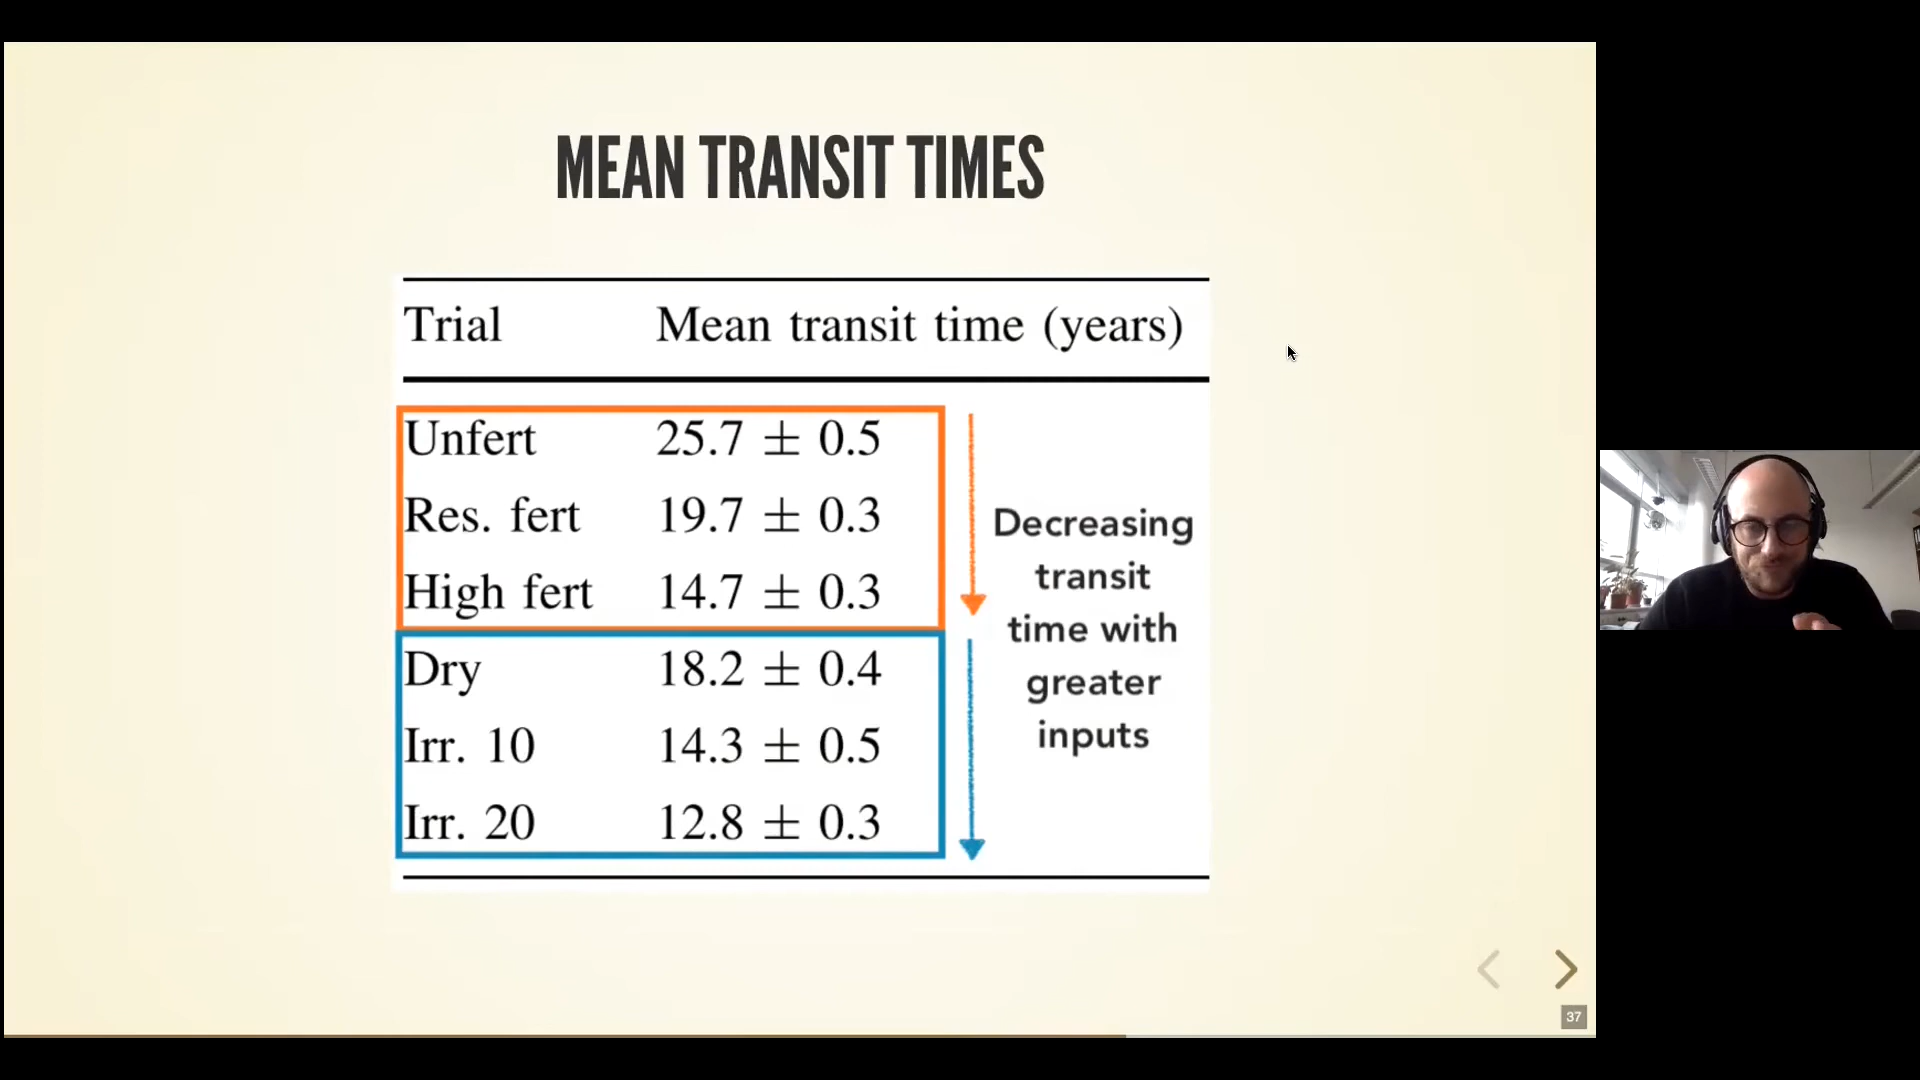 MEAN TRANSIT TIMES
Trial Mean transit time (years)
Unfert 25.7 ± 0.5
Res. fert 19.7 ± 0.3
High fert 14.7 ± 0.3
Dry 18.2 ± 0.4
Irr. 10 14.3 ± 0.5
Irr. 20 12.8 ± 0.3
Decreasing
transit
time with
greater
inputs
37